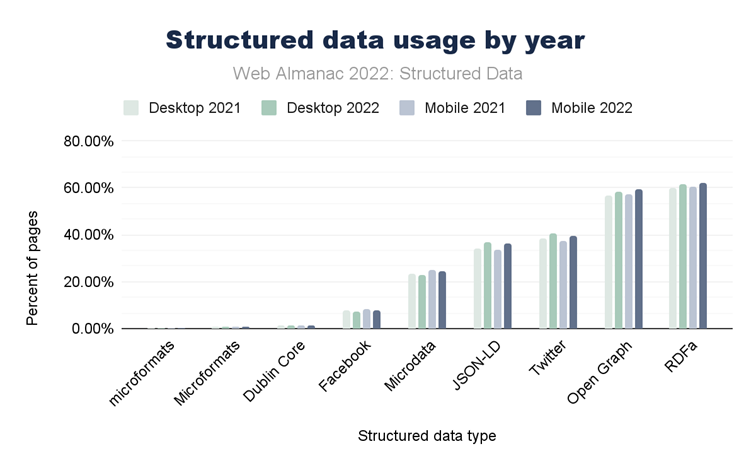 Structured data usage by year
Web Almanac 2022: Structured Data
Desktop 2021 Desktop 2022 Mobile 2021 Mobile 2022
80.00%
60.00%
40.00%
20.00%
0.00%
Percent of pages
microformats
Microformats
Dublin Core
Facebook
Microdata
JSON-LD
Twitter
Open Graph
RDFa
Structured data type